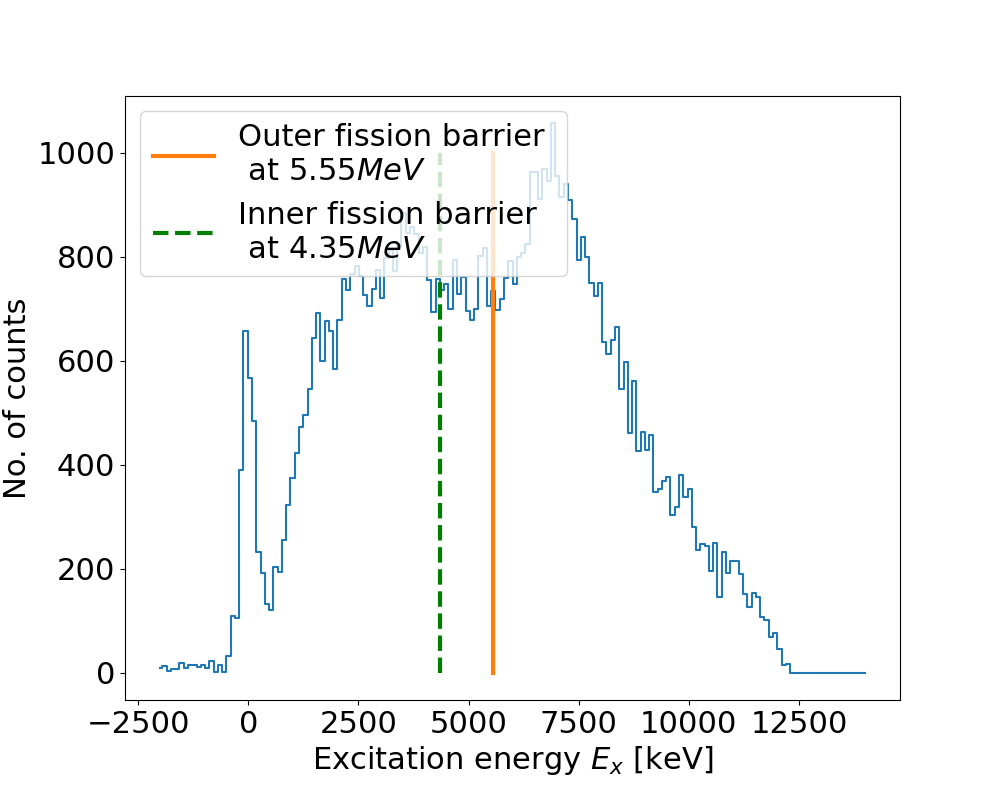 Outer fission barrier
at 5.55MeV
Inner fission barrier
at 4.35MeV
1000
800
600
400
200
0
No. of counts
−2500 0 2500 5000 7500 10000 12500
Excitation energy Eₓ [keV]